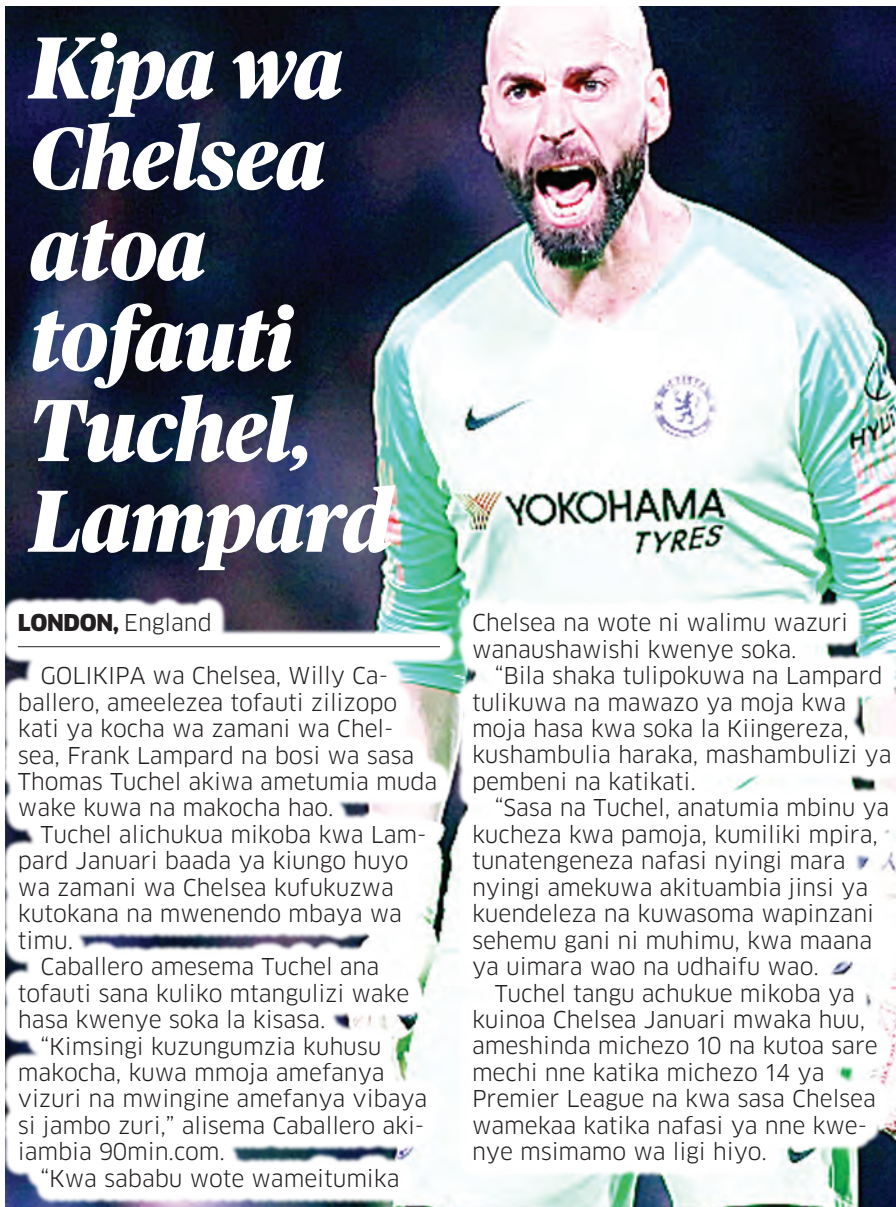 Kipa wa
Chelsea
atoa
tofauti
Tuchel,
Lampard
YOKOHAMA
TYRES
LONDON, England
GOLIKIPA wa Chelsea, Willy Ca-
ballero, ameelezea tofauti zilizopo
kati ya kocha wa zamani wa Chel-
sea, Frank Lampard na bosi wa sasa
Thomas Tuchel akiwa ametumia muda
wake kuwa na makocha hao.
Tuchel alichukua mikoba kwa Lam-
pard Januari baada ya kiungo huyo
wa zamani wa Chelsea kufukuzwa
kutokana na mwenendo mbaya wa
timu.
Caballero amesema Tuchel ana
tofauti sana kuliko mtangulizi wake
hasa kwenye soka la kisasa.
“Kimsingi kuzungumzia kuhusu
makocha, kuwa mmoja amefanya
vizuri na mwingine amefanya vibaya
si jambo zuri,” alisema Caballero aki-
iambia 90min.com.
“Kwa sababu wote wameitumika
Chelsea na wote ni walimu wazuri
wanaushawishi kwenye soka.
“Bila shaka tulipokuwa na Lampard
tulikuwa na mawazo ya moja kwa
moja hasa kwa soka la Kiingereza,
kushambulia haraka, mashambulizi ya
pembeni na katikati.
“Sasa na Tuchel, anatumia mbinu ya
kucheza kwa pamoja, kumiliki mpira,
tunatengeneza nafasi nyingi mara
nyingi amekuwa akituambia jinsi ya
kuendeleza na kuwasoma wapinzani
sehemu gani ni muhimu, kwa maana
ya uimara wao na udhaifu wao.
Tuchel tangu achukue mikoba ya
kuinoa Chelsea Januari mwaka huu,
ameshinda michezo 10 na kutoa sare
mechi nne katika michezo 14 ya
Premier League na kwa sasa Chelsea
wamekaa katika nafasi ya nne kwe-
nye msimamo wa ligi hiyo.